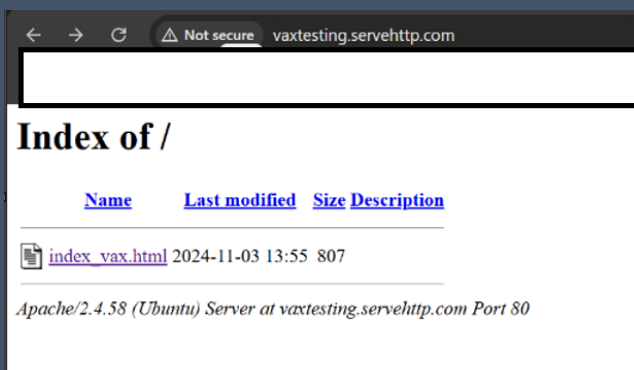 Not secure vaxtesting.servehttp.com
Index of /
Name Last modified Size Description
index_vax.html 2024-11-03 13:55 807
Apache/2.4.58 (Ubuntu) Server at vaxtesting.servehttp.com Port 80